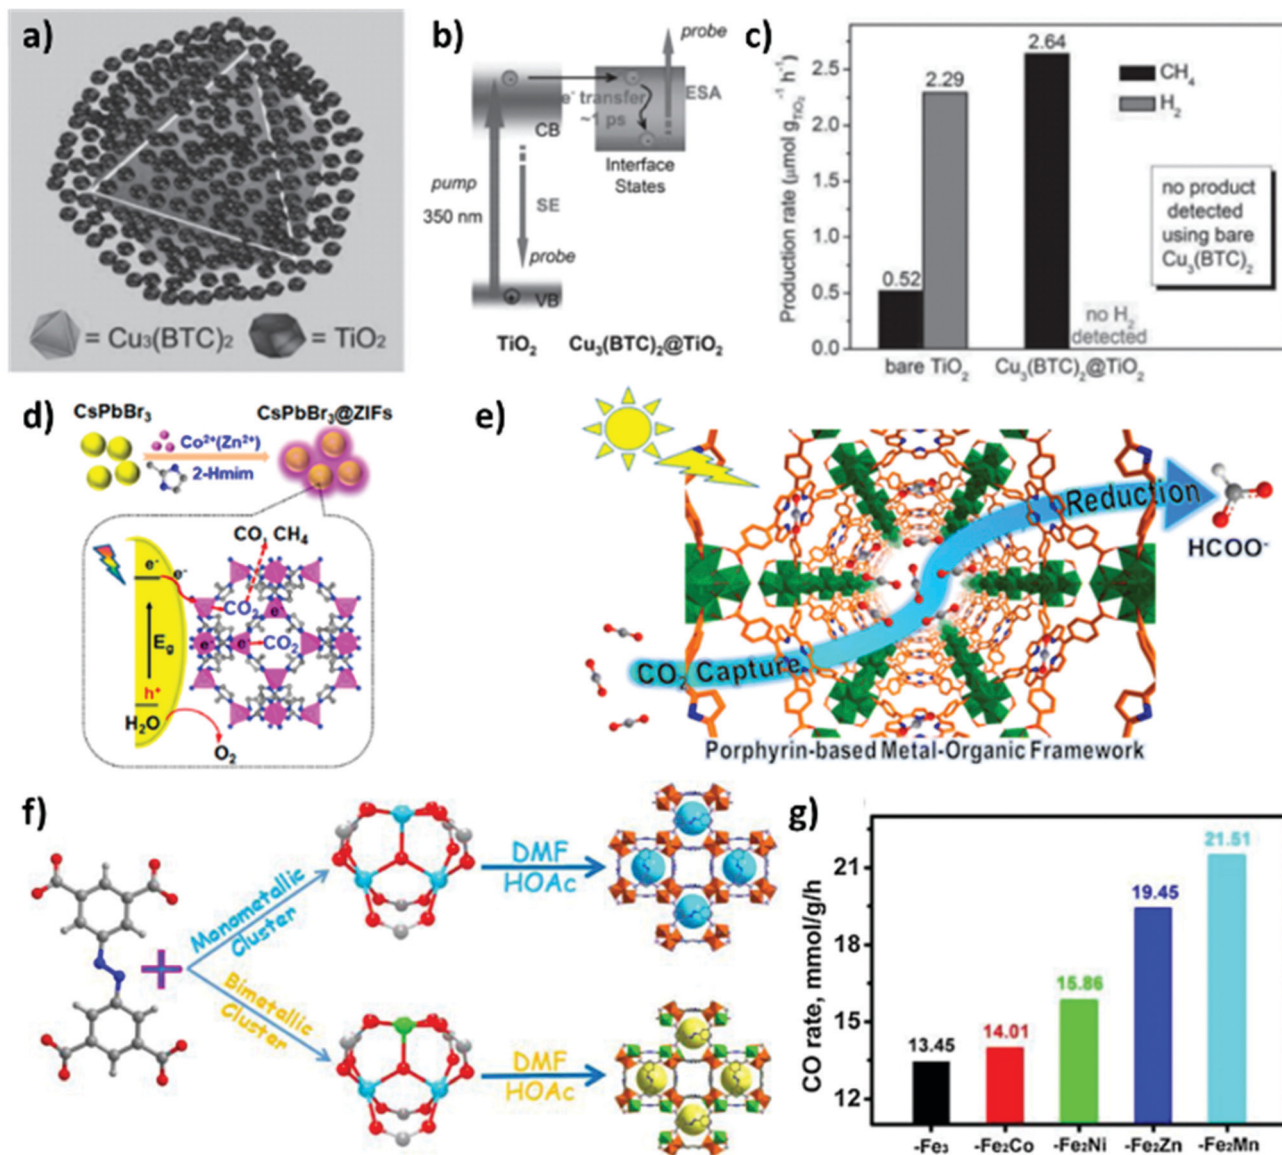 a)
= Cu₃(BTC)₂
= TiO₂
b)
probe
e⁻ transfer
~1 ps
ESA
CB
Interface
States
pump
350 nm
SE
probe
VB
TiO₂
Cu₃(BTC)₂@TiO₂
c)
Production rate (μmol g_TiO₂⁻¹ h⁻¹)
2.5
2.0
1.5
1.0
0.5
0.0
0.52
2.29
2.64
CH₄
H₂
no product
detected
using bare
Cu₃(BTC)₂
no H₂
detected
bare TiO₂
Cu₃(BTC)₂@TiO₂
d)
CsPbBr₃
CsPbBr₃@ZIFs
Co²⁺(Zn²⁺)
2-Hmim
CO, CH₄
e⁻
e⁻
CO₂
e⁻
e⁻
e⁻
CO₂
E_g
h⁺
H₂O
O₂
e)
Reduction
HCOO⁻
CO₂ Capture
Porphyrin-based Metal-Organic Framework
f)
Monometallic
Cluster
DMF
HOAc
Bimetallic
Cluster
DMF
HOAc
g)
CO rate, mmol/g/h
21
18
15
12
13.45
14.01
15.86
19.45
21.51
-Fe₃
-Fe₂Co
-Fe₂Ni
-Fe₂Zn
-Fe₂Mn